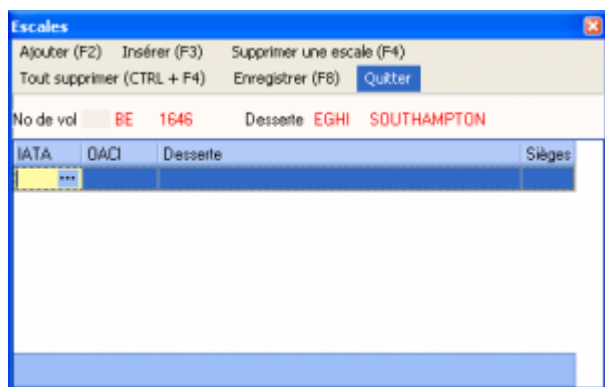 Escales
Ajouter (F2) Insérer (F3) Supprimer une escale (F4)
Tout supprimer (CTRL + F4) Enregistrer (F8) Quitter
No de vol BE 1646 Desserte EGHI SOUTHAMPTON
IATA OACI Desserte Sièges
...